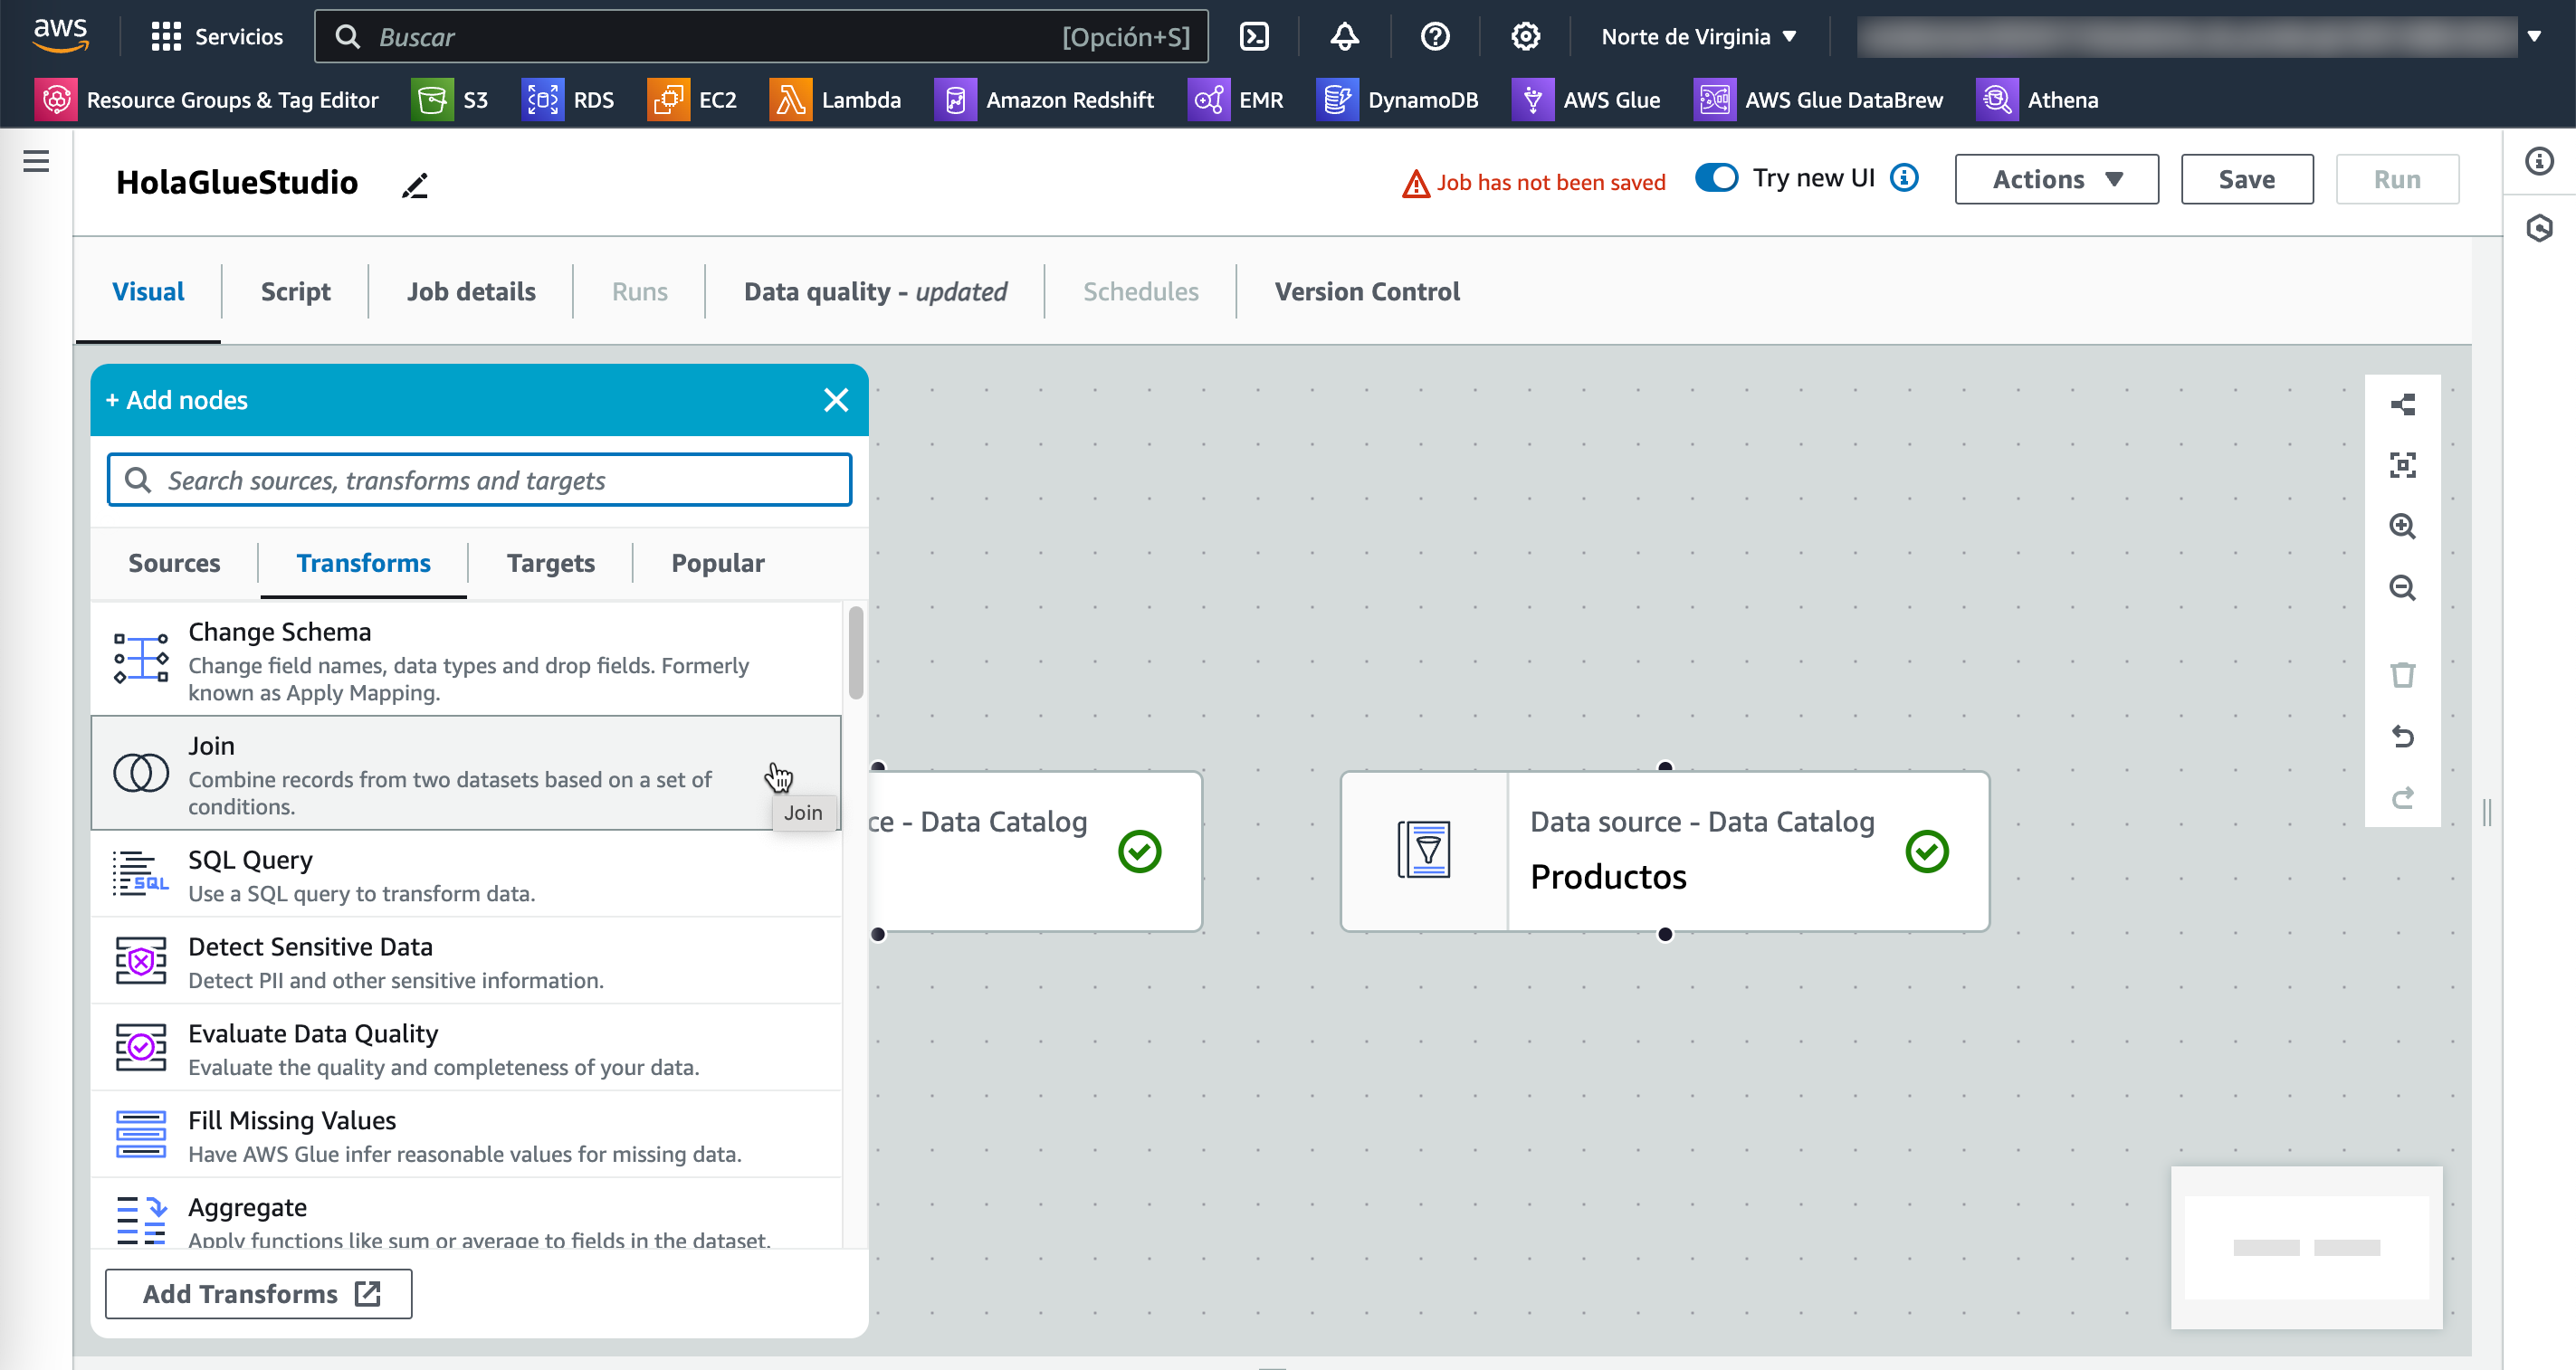 aws
Servicios
Buscar
[Opción+S]
Norte de Virginia
Resource Groups & Tag Editor
S3
RDS
EC2
Lambda
Amazon Redshift
EMR
DynamoDB
AWS Glue
AWS Glue DataBrew
Athena
HolaGlueStudio
Job has not been saved
Try new UI
Actions
Save
Run
Visual
Script
Job details
Runs
Data quality - updated
Schedules
Version Control
+ Add nodes
Search sources, transforms and targets
Sources
Transforms
Targets
Popular
Change Schema
Change field names, data types and drop fields. Formerly
known as Apply Mapping.
Join
Combine records from two datasets based on a set of
conditions.
Join
SQL
SQL Query
Use a SQL query to transform data.
Detect Sensitive Data
Detect PII and other sensitive information.
Evaluate Data Quality
Evaluate the quality and completeness of your data.
Fill Missing Values
Have AWS Glue infer reasonable values for missing data.
Aggregate
Apply functions like sum or average to fields in the dataset.
Add Transforms
ce - Data Catalog
Data source - Data Catalog
Productos